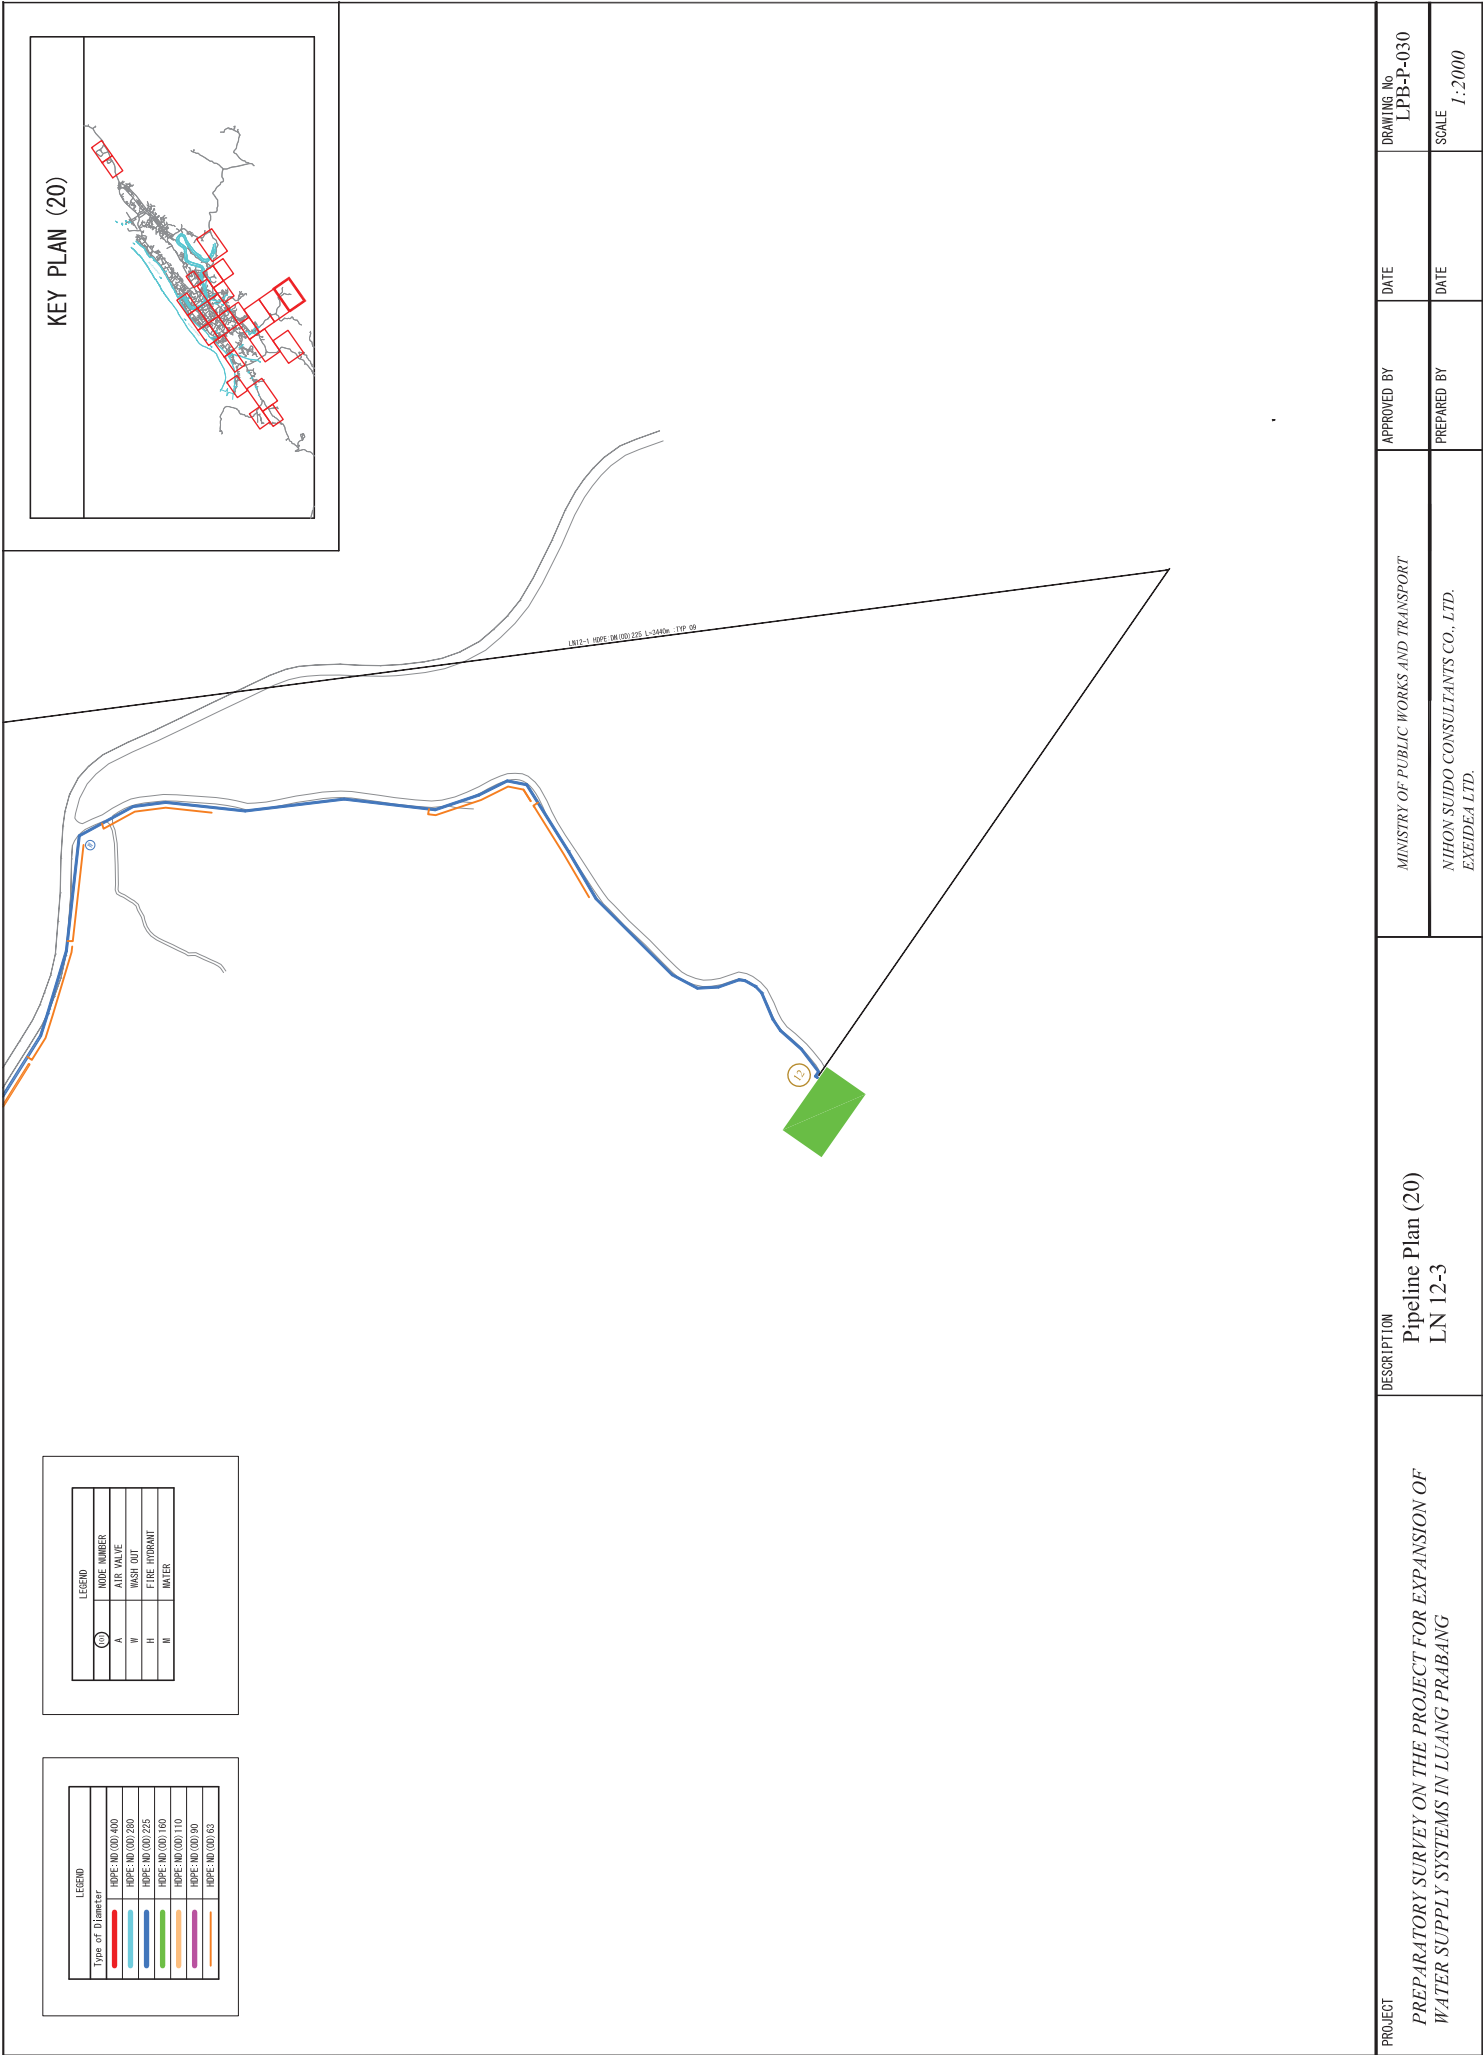 KEY PLAN (20)
LN12-1 HDPE:DN(OD)225 L=3440m :TYP 09
12
LEGEND
101 NODE NUMBER
A AIR VALVE
W WASH OUT
H FIRE HYDRANT
M MATER
LEGEND
Type of Diameter
HDPE:ND(OD)400
HDPE:ND(OD)280
HDPE:ND(OD)225
HDPE:ND(OD)160
HDPE:ND(OD)110
HDPE:ND(OD)90
HDPE:ND(OD)63
PROJECT
PREPARATORY SURVEY ON THE PROJECT FOR EXPANSION OF
WATER SUPPLY SYSTEMS IN LUANG PRABANG
DESCRIPTION
Pipeline Plan (20)
LN 12-3
MINISTRY OF PUBLIC WORKS AND TRANSPORT
NIHON SUIDO CONSULTANTS CO., LTD.
EXEIDEA LTD.
APPROVED BY
DATE
DRAWING No
LPB-P-030
PREPARED BY
DATE
SCALE
1:2000